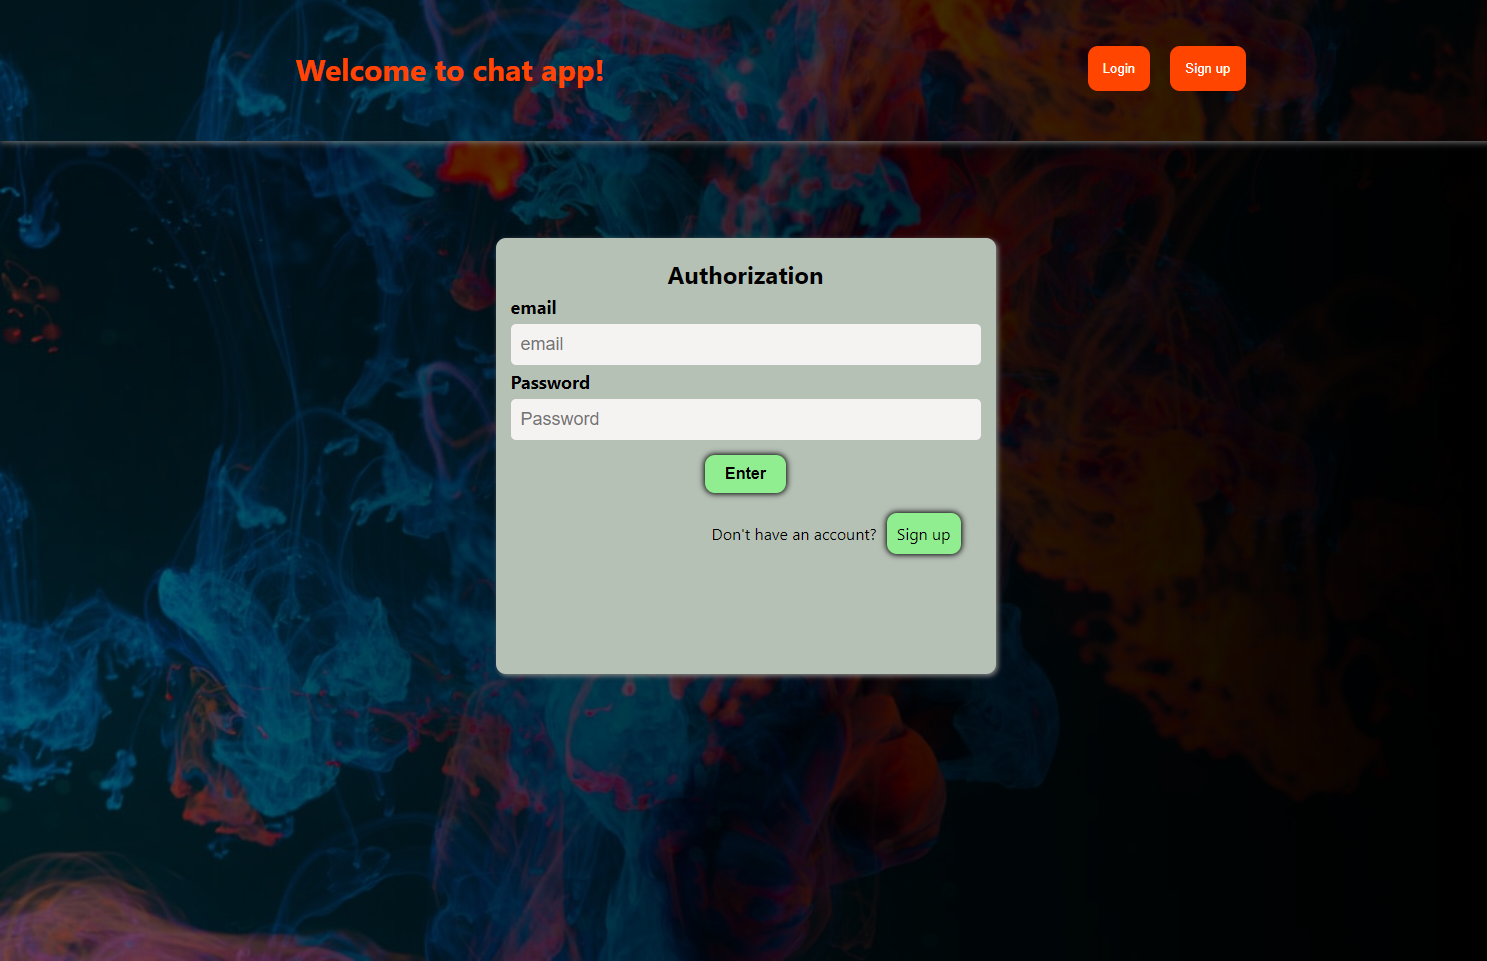 Welcome to chat app!
Login
Sign up
Authorization
email
email
Password
Password
Enter
Don't have an account? Sign up